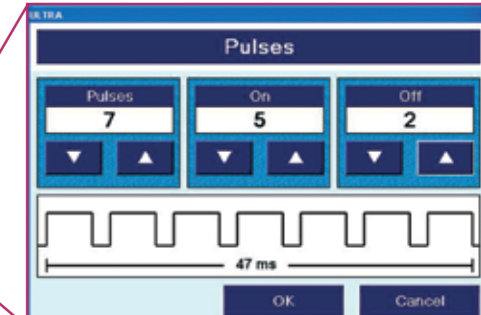 ULTRA
Pulses
Pulses On Off
7 5 2
47 ms
OK Cancel